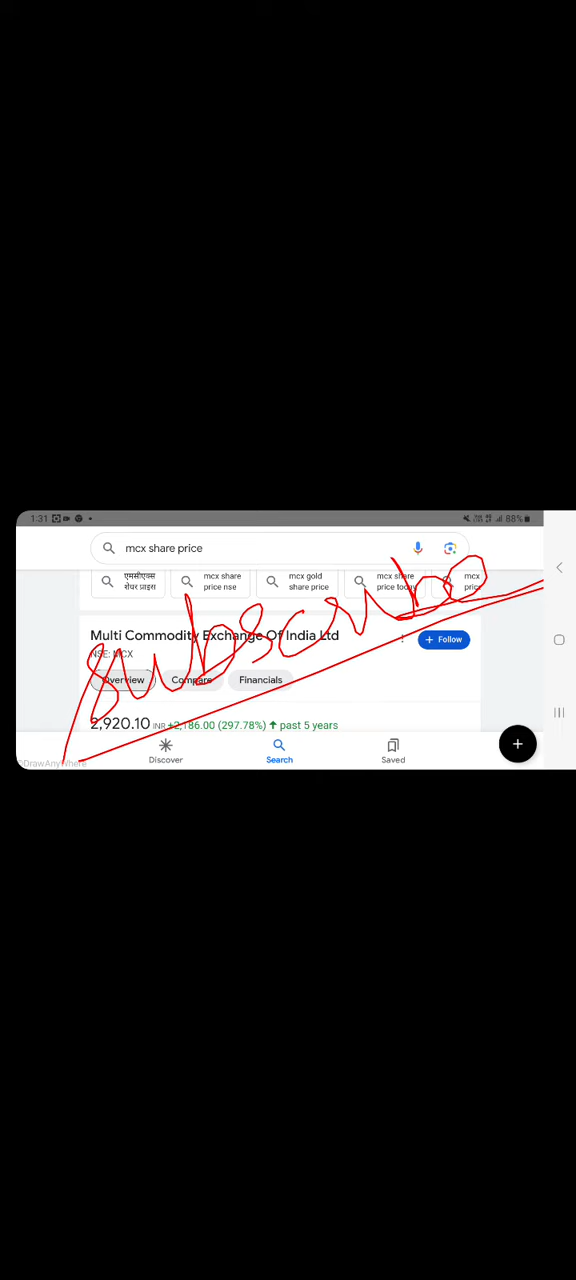 1:31 88%
mcx share price
एमसीएक्स शेयर प्राइस
mcx share price nse
mcx gold share price
mcx share price today
mcx
Multi Commodity Exchange Of India Ltd
NSE: MCX
Follow
Overview Compare Financials
2,920.10 INR +2,186.00 (297.78%) ↑ past 5 years
Discover Search Saved
©DrawAnyWhere